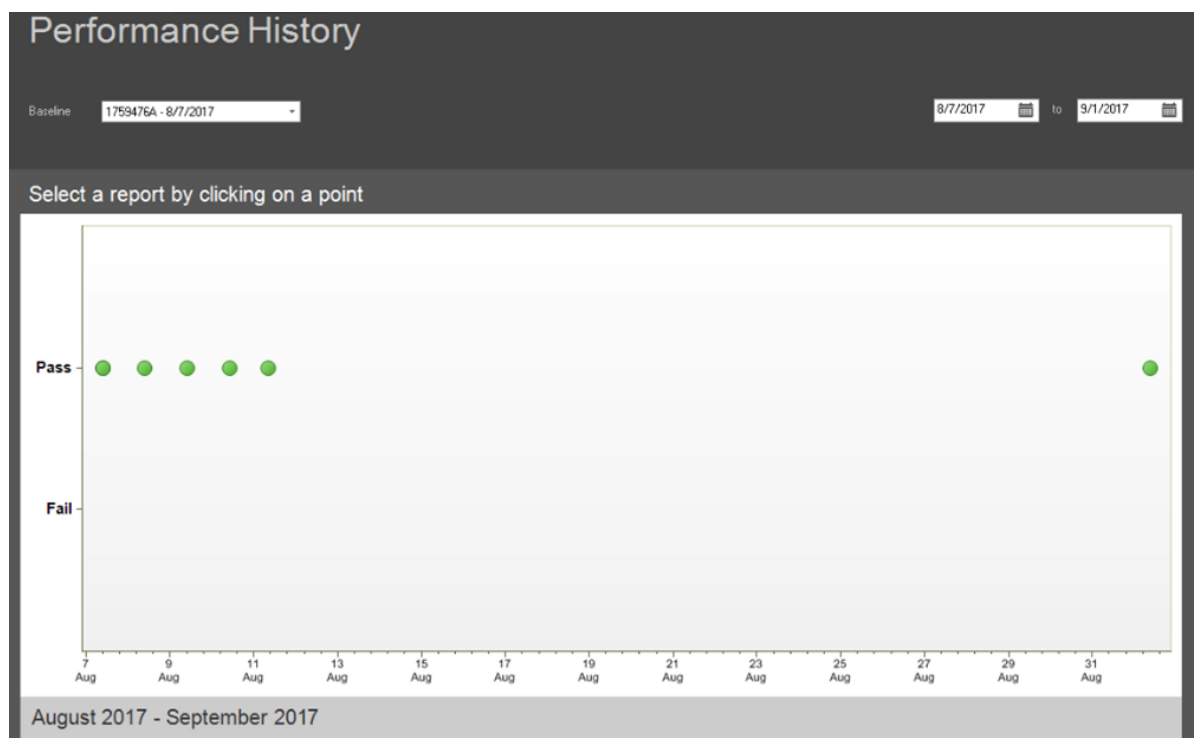 Performance History
Baseline 1759476A - 8/7/2017 8/7/2017 to 9/1/2017
Select a report by clicking on a point
Pass
Fail
7 9 11 13 15 17 19 21 23 25 27 29 31
Aug Aug Aug Aug Aug Aug Aug Aug Aug Aug Aug Aug Aug
August 2017 - September 2017